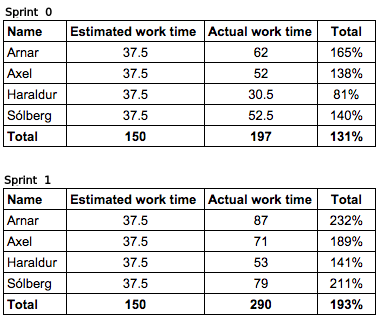 Sprint 0
Name Estimated work time Actual work time Total
Arnar 37.5 62 165%
Axel 37.5 52 138%
Haraldur 37.5 30.5 81%
Sólberg 37.5 52.5 140%
Total 150 197 131%
Sprint 1
Name Estimated work time Actual work time Total
Arnar 37.5 87 232%
Axel 37.5 71 189%
Haraldur 37.5 53 141%
Sólberg 37.5 79 211%
Total 150 290 193%